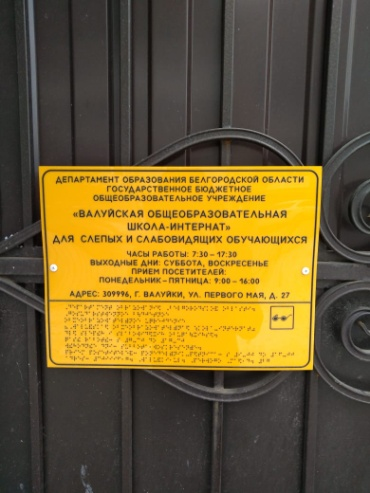 ДЕПАРТАМЕНТ ОБРАЗОВАНИЯ БЕЛГОРОДСКОЙ ОБЛАСТИ
ГОСУДАРСТВЕННОЕ БЮДЖЕТНОЕ
ОБЩЕОБРАЗОВАТЕЛЬНОЕ УЧРЕЖДЕНИЕ
«ВАЛУЙСКАЯ ОБЩЕОБРАЗОВАТЕЛЬНАЯ
ШКОЛА-ИНТЕРНАТ»
ДЛЯ СЛЕПЫХ И СЛАБОВИДЯЩИХ ОБУЧАЮЩИХСЯ
ЧАСЫ РАБОТЫ: 7:30 - 17:30
ВЫХОДНЫЕ ДНИ: СУББОТА, ВОСКРЕСЕНЬЕ
ПРИЕМ ПОСЕТИТЕЛЕЙ:
ПОНЕДЕЛЬНИК – ПЯТНИЦА: 9:00 – 16:00
АДРЕС: 309996, Г. ВАЛУЙКИ, УЛ. ПЕРВОГО МАЯ, Д. 27